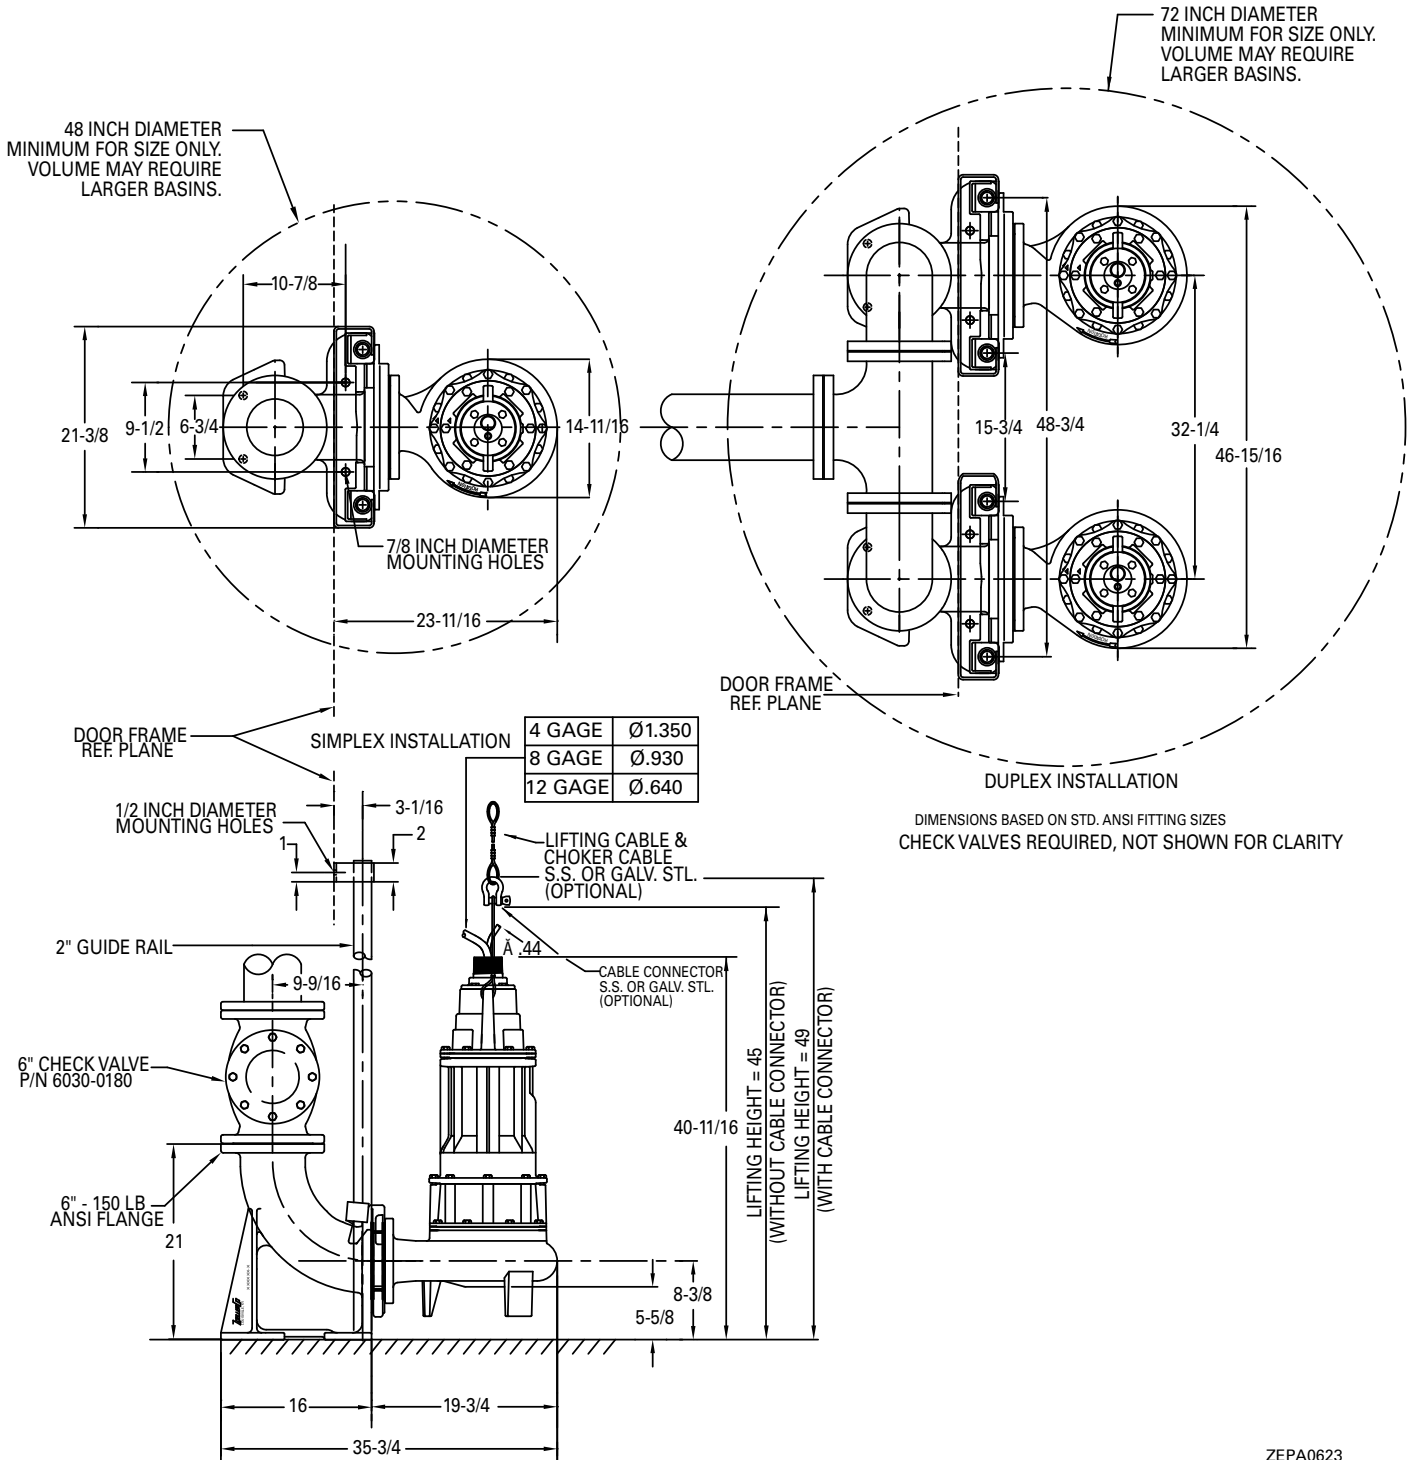 72 INCH DIAMETER
MINIMUM FOR SIZE ONLY.
VOLUME MAY REQUIRE
LARGER BASINS.
48 INCH DIAMETER
MINIMUM FOR SIZE ONLY.
VOLUME MAY REQUIRE
LARGER BASINS.
10-7/8
21-3/8
9-1/2
6-3/4
14-11/16
7/8 INCH DIAMETER
MOUNTING HOLES
23-11/16
15-3/4
48-3/4
32-1/4
46-15/16
DOOR FRAME
REF. PLANE
DUPLEX INSTALLATION
DIMENSIONS BASED ON STD. ANSI FITTING SIZES
CHECK VALVES REQUIRED, NOT SHOWN FOR CLARITY
DOOR FRAME
REF. PLANE
SIMPLEX INSTALLATION
4 GAGE Ø1.350
8 GAGE Ø.930
12 GAGE Ø.640
1/2 INCH DIAMETER
MOUNTING HOLES
3-1/16
1
2
LIFTING CABLE &
CHOKER CABLE
S.S. OR GALV. STL.
(OPTIONAL)
2" GUIDE RAIL
Ă .44
CABLE CONNECTOR
S.S. OR GALV. STL.
(OPTIONAL)
9-9/16
6" CHECK VALVE
P/N 6030-0180
40-11/16
LIFTING HEIGHT = 45
(WITHOUT CABLE CONNECTOR)
LIFTING HEIGHT = 49
(WITH CABLE CONNECTOR)
6" - 150 LB
ANSI FLANGE
21
8-3/8
5-5/8
16
19-3/4
35-3/4
ZEPA0623